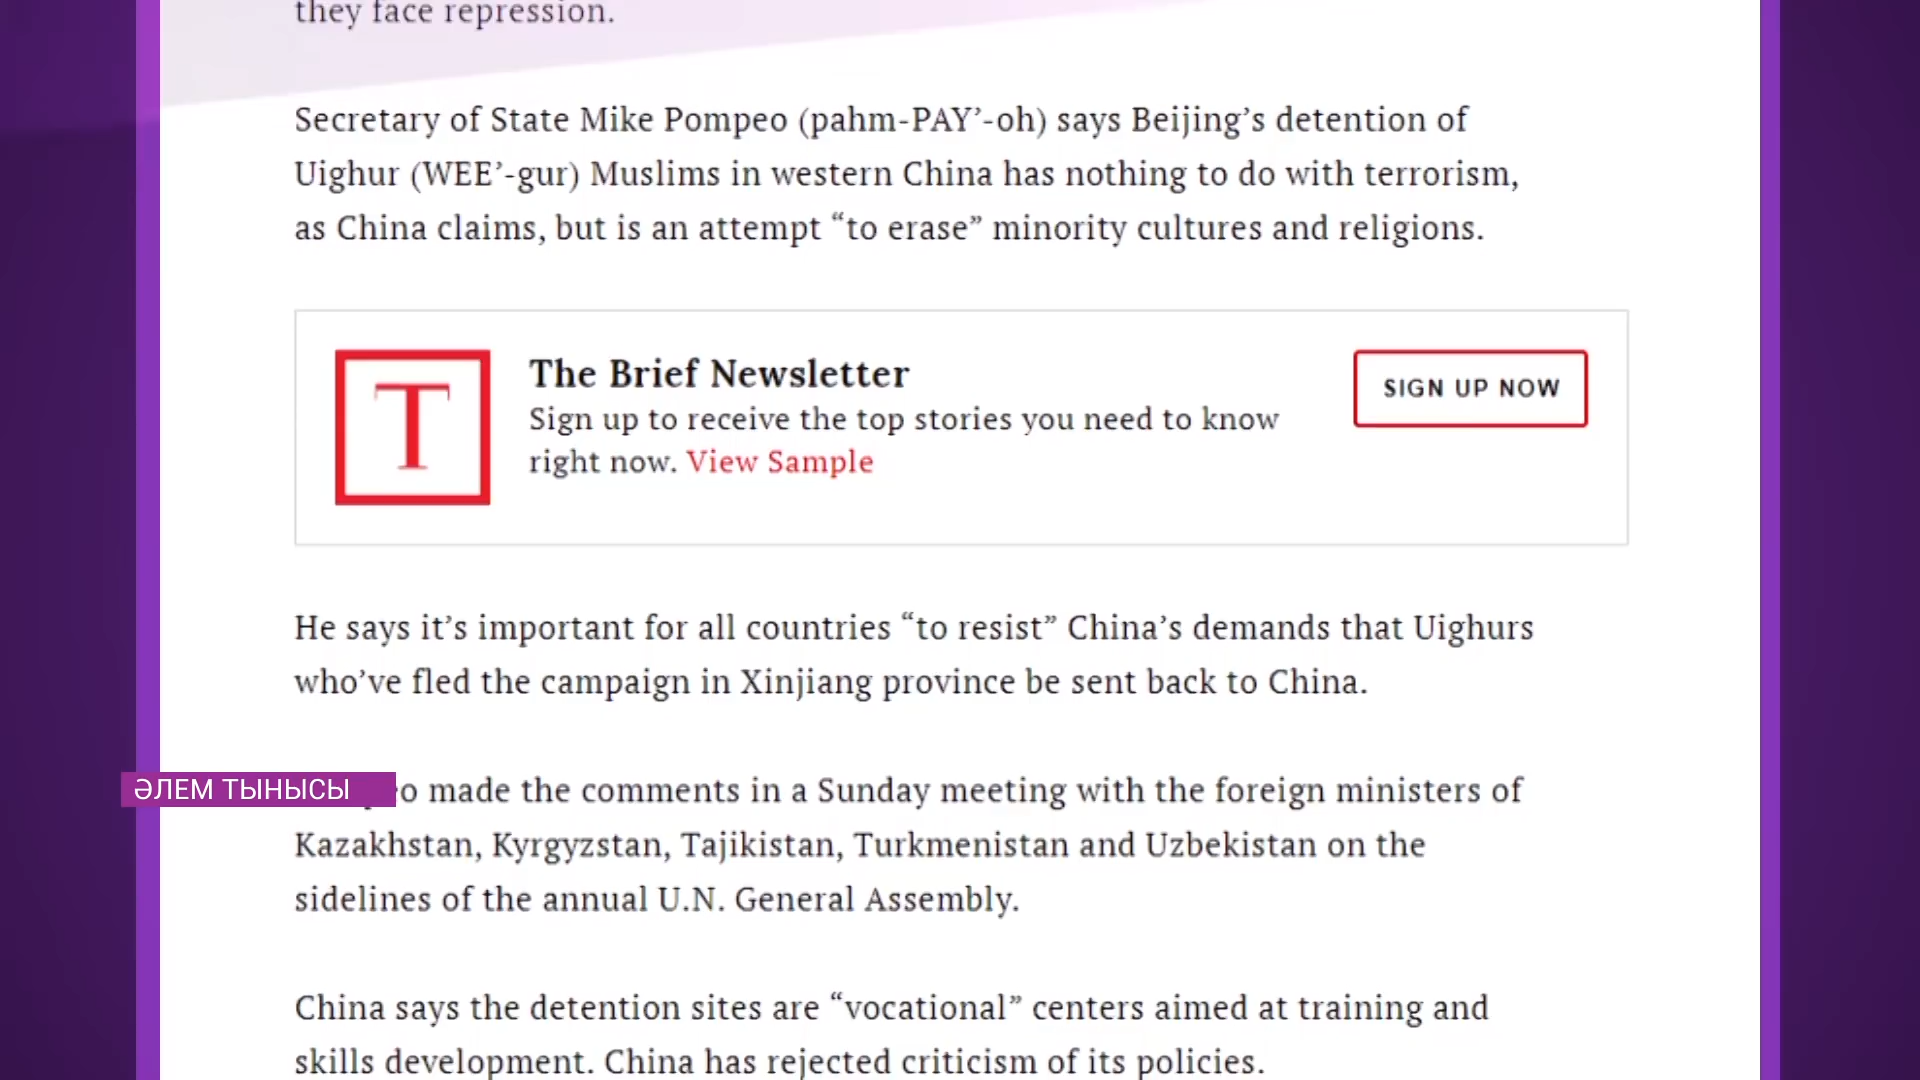 they face repression.
Secretary of State Mike Pompeo (pahm-PAY’-oh) says Beijing’s detention of
Uighur (WEE’-gur) Muslims in western China has nothing to do with terrorism,
as China claims, but is an attempt “to erase” minority cultures and religions.
T
The Brief Newsletter
Sign up to receive the top stories you need to know
right now. View Sample
SIGN UP NOW
He says it’s important for all countries “to resist” China’s demands that Uighurs
who’ve fled the campaign in Xinjiang province be sent back to China.
ӘЛЕМ ТЫНЫСЫ
made the comments in a Sunday meeting with the foreign ministers of
Kazakhstan, Kyrgyzstan, Tajikistan, Turkmenistan and Uzbekistan on the
sidelines of the annual U.N. General Assembly.
China says the detention sites are “vocational” centers aimed at training and
skills development. China has rejected criticism of its policies.